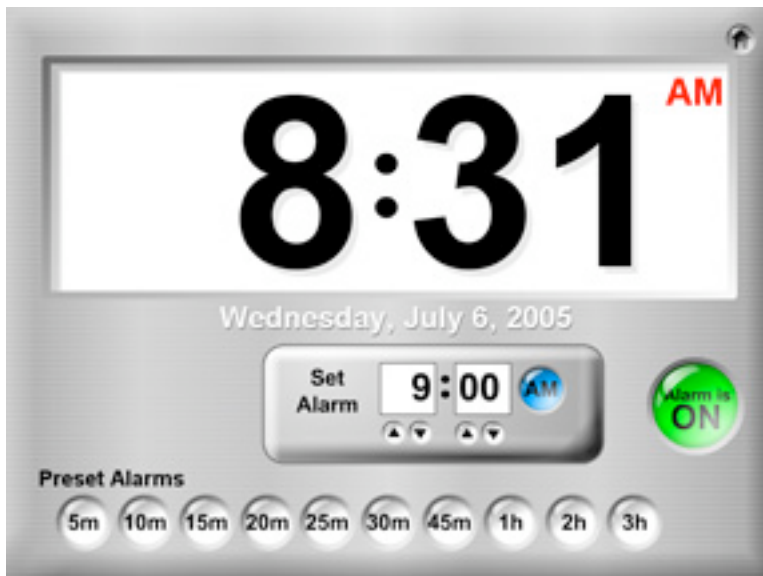 AM
8:31
Wednesday, July 6, 2005
Set
Alarm
9:00 AM
Alarm is
ON
Preset Alarms
5m 10m 15m 20m 25m 30m 45m 1h 2h 3h